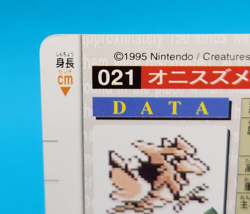 ©1995 Nintendo / Creatures
しんちょう
身長
センチ
cm
021 オニスズメ
DATA